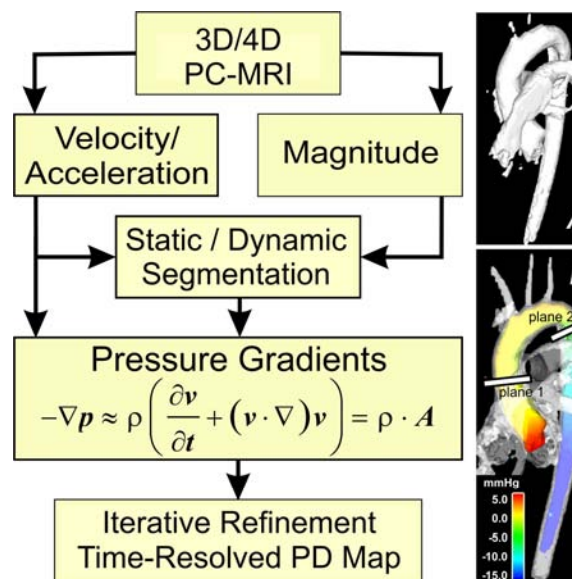 3D/4D
PC-MRI
Velocity/
Acceleration
Magnitude
Static / Dynamic
Segmentation
Pressure Gradients
−∇p ≈ ρ(∂v/∂t + (v · ∇)v) = ρ · A
Iterative Refinement
Time-Resolved PD Map
plane 2
plane 1
mmHg
5.0
0.0
-5.0
-10.0
-15.0